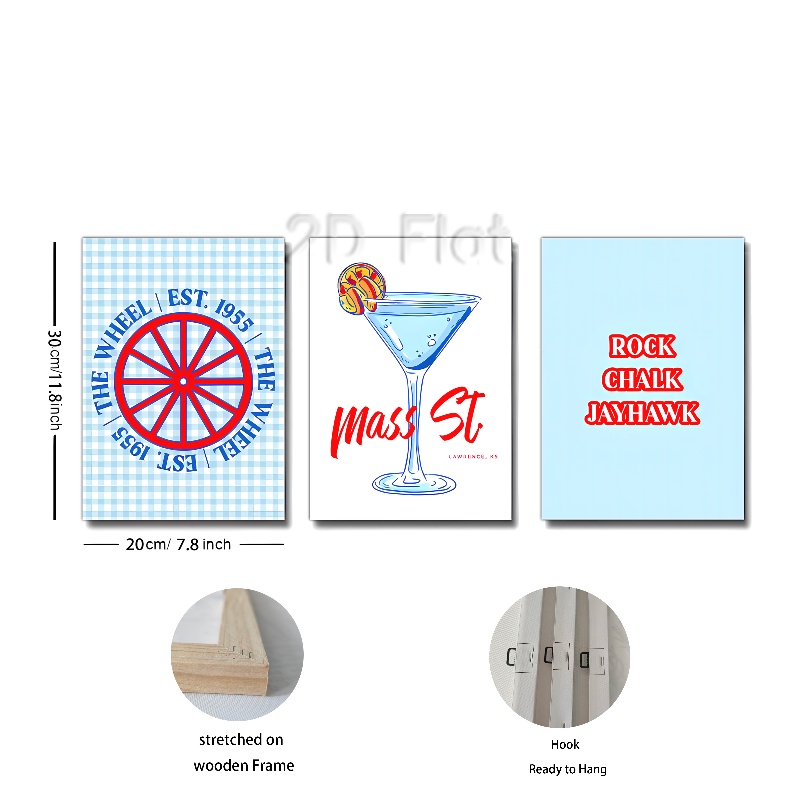 2D Flat
30cm/11.8inch
THE WHEEL | EST. 1955 | THE WHEEL | EST. 1955 |
Mass St
LAWRENCE, KS
ROCK
CHALK
JAYHAWK
20cm/ 7.8 inch
stretched on
wooden Frame
Hook
Ready to Hang